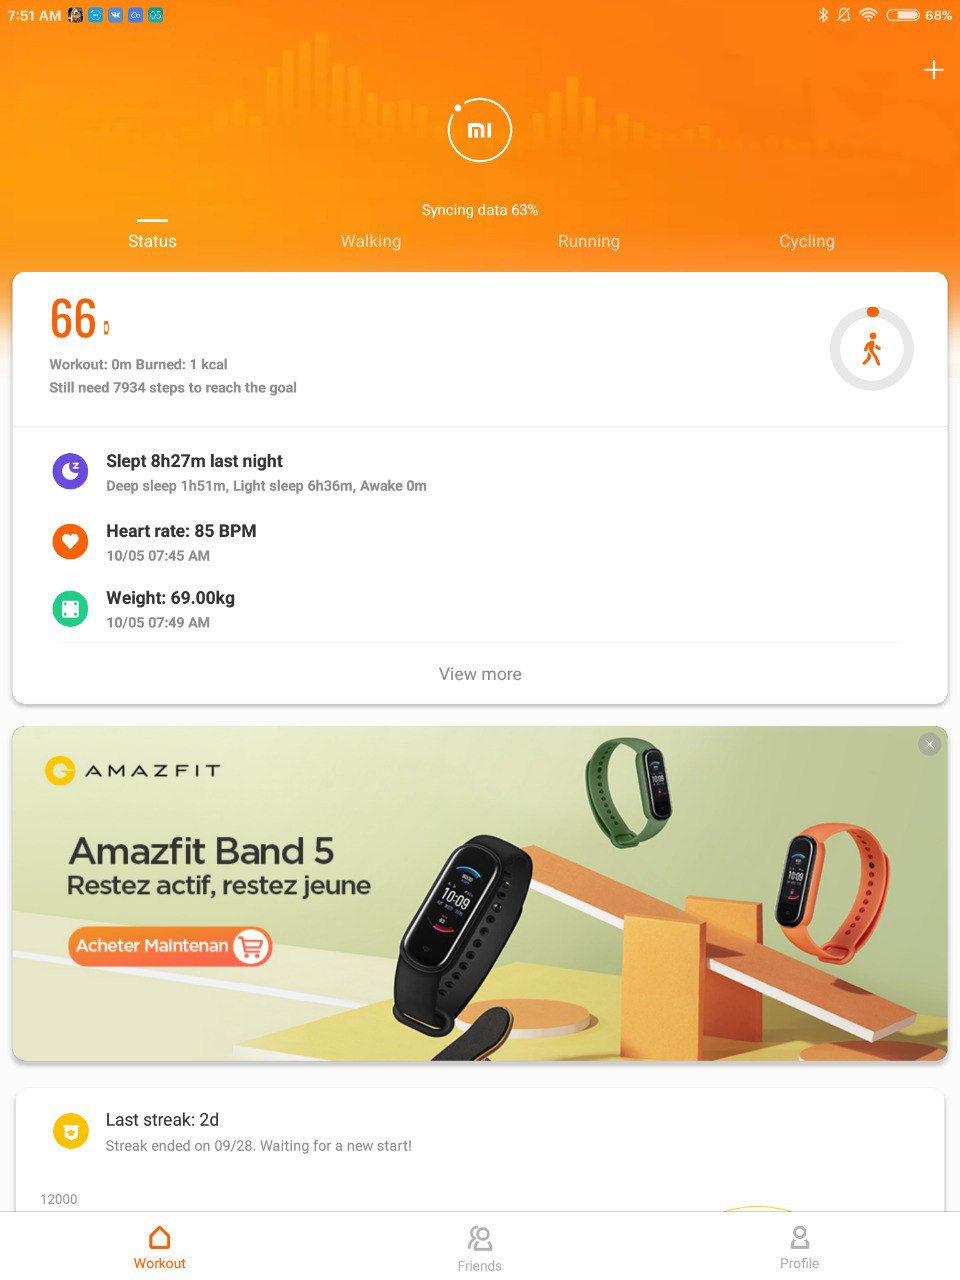 7:51 AM
05
68%
mi
Syncing data 63%
Status
Walking
Running
Cycling
66
Workout: 0m Burned: 1 kcal
Still need 7934 steps to reach the goal
Slept 8h27m last night
Deep sleep 1h51m, Light sleep 6h36m, Awake 0m
Heart rate: 85 BPM
10/05 07:45 AM
Weight: 69.00kg
10/05 07:49 AM
View more
AMAZFIT
Amazfit Band 5
Restez actif, restez jeune
Acheter Maintenan
10:09
10:09
Last streak: 2d
Streak ended on 09/28. Waiting for a new start!
12000
Workout
Friends
Profile